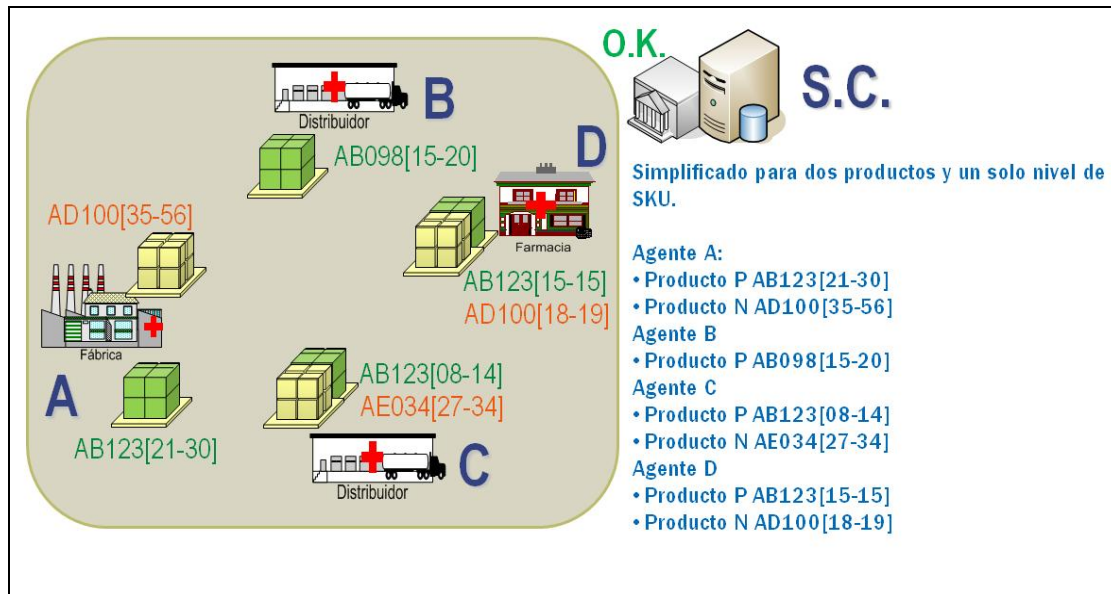 O.K.
S.C.
B
Distribuidor
AB098[15-20]
D
Farmacia
AB123[15-15]
AD100[18-19]
AD100[35-56]
Fábrica
A
AB123[21-30]
AB123[08-14]
AE034[27-34]
C
Distribuidor
Simplificado para dos productos y un solo nivel de
SKU.
Agente A:
• Producto P AB123[21-30]
• Producto N AD100[35-56]
Agente B
• Producto P AB098[15-20]
Agente C
• Producto P AB123[08-14]
• Producto N AE034[27-34]
Agente D
• Producto P AB123[15-15]
• Producto N AD100[18-19]